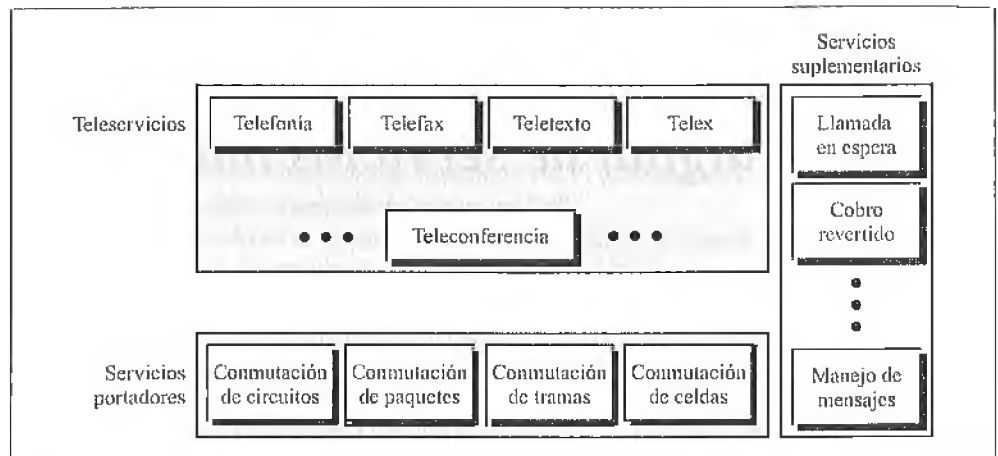 Servicios
suplementarios
Teleservicios
Telefonía
Telefax
Teletexto
Telex
Llamada
en espera
Teleconferencia
Cobro
revertido
Servicios
portadores
Conmutación
de circuitos
Conmutación
de paquetes
Conmutación
de tramas
Conmutación
de celdas
Manejo de
mensajes